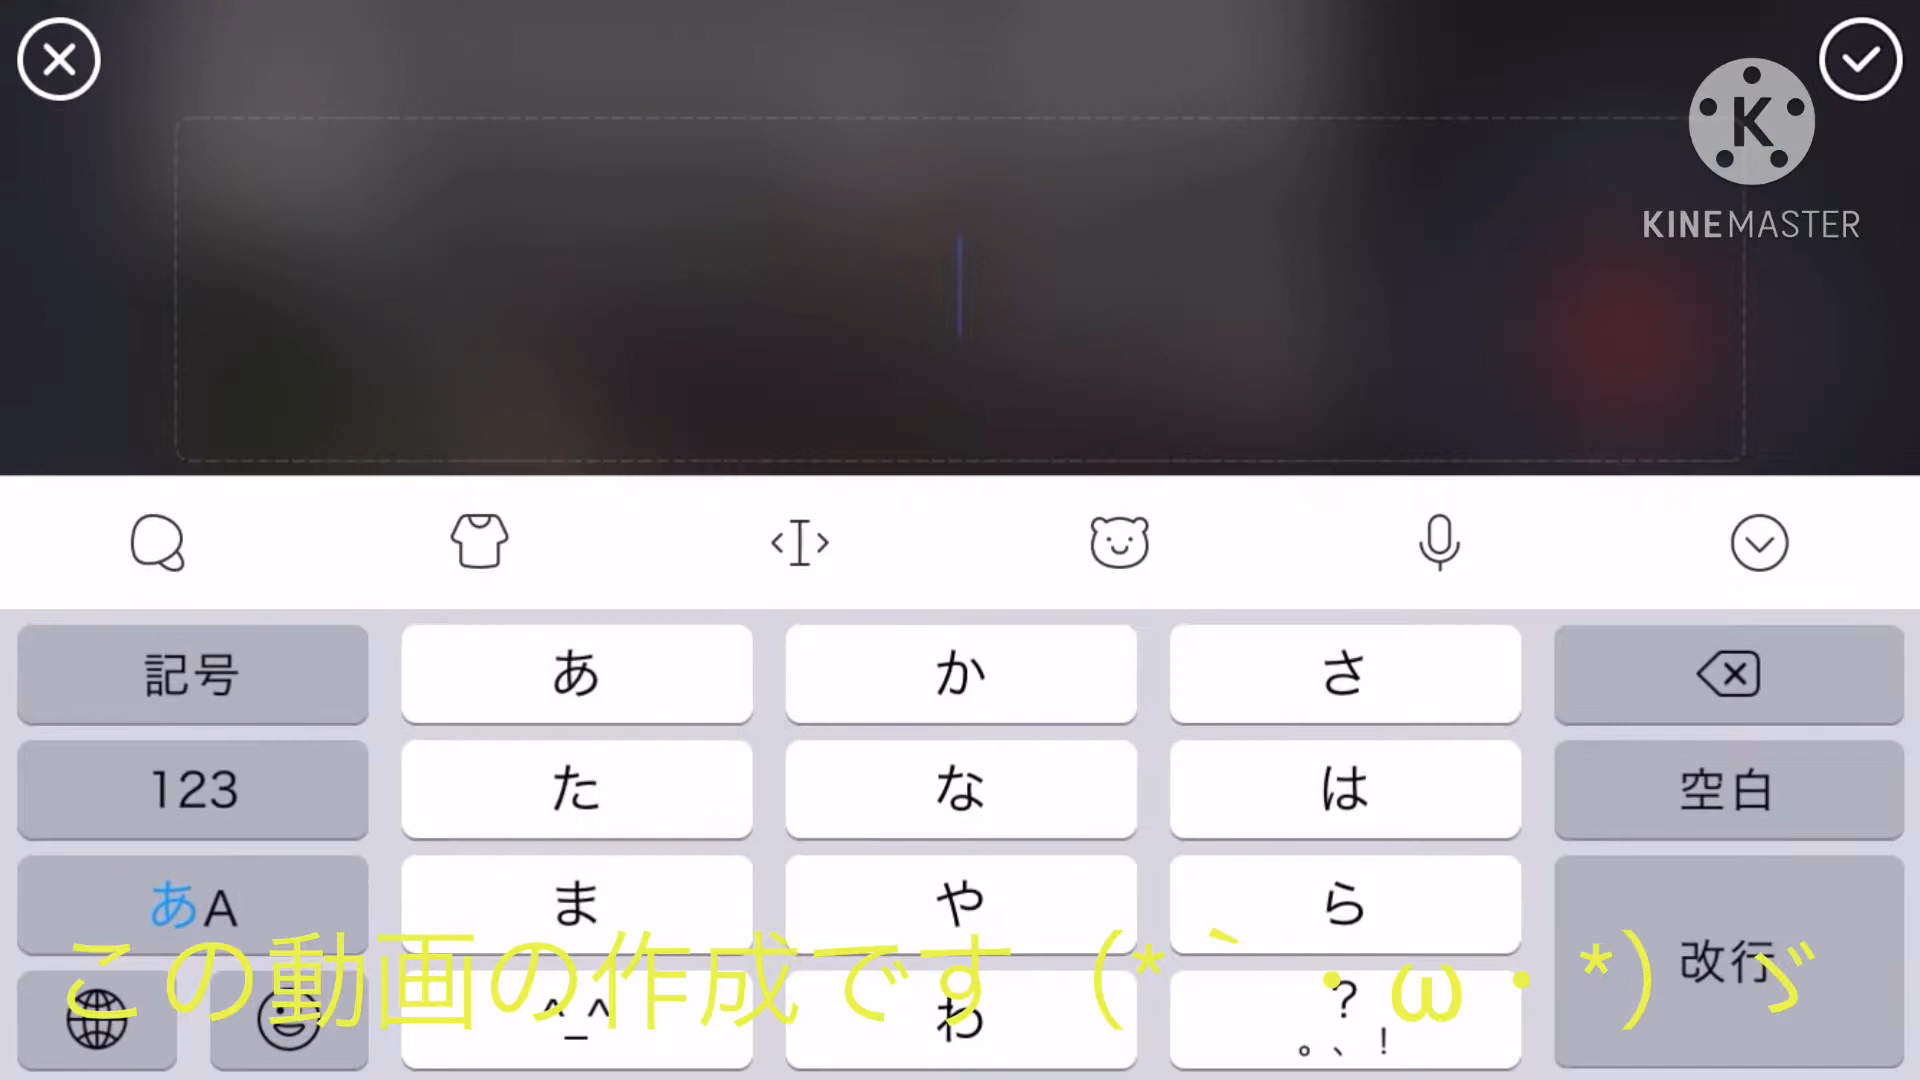 K
KINEMASTER
記号
あ
か
さ
123
た
な
は
空白
あA
ま
や
ら
改行
^_^
わ
?
。、!
この動画の作成です (*｀・ω・*)ゞ